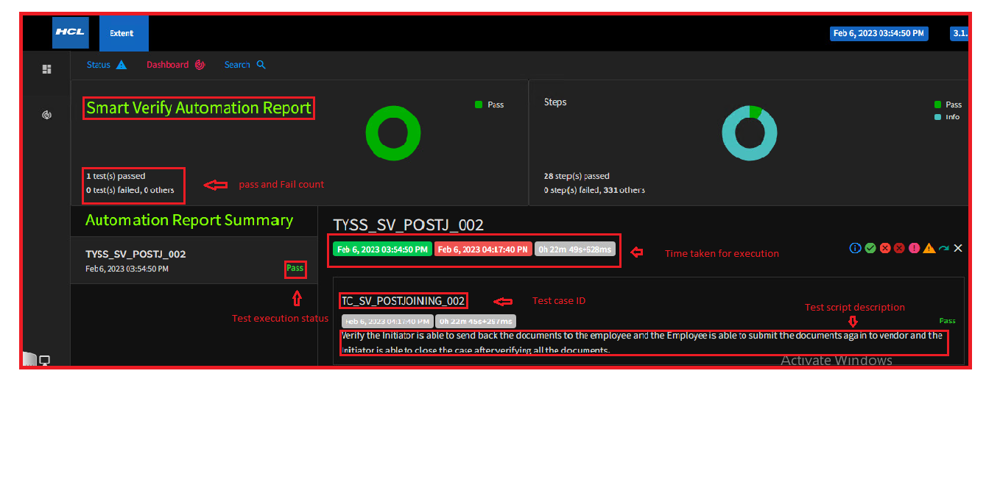 HCL
Extent
Feb 6, 2023 03:54:50 PM
3.1.
Status
Dashboard
Search
Smart Verify Automation Report
Pass
1 test(s) passed
0 test(s) failed, 0 others
pass and Fail count
Steps
Pass
Info
28 step(s) passed
0 step(s) failed, 331 others
Automation Report Summary
TYSS_SV_POSTJ_002
Feb 6, 2023 03:54:50 PM
Pass
Test execution status
TYSS_SV_POSTJ_002
Feb 6, 2023 03:54:50 PM
Feb 6, 2023 04:17:40 PM
0h 22m 49s+628ms
Time taken for execution
TC_SV_POSTJOINING_002
Test case ID
Test script description
Feb 6, 2023 04:17:40 PM
0h 22m 45s+297ms
Pass
Verify the Initiator is able to send back the documents to the employee and the Employee is able to submit the documents again to vendor and the
Initiator is able to close the case after verifying all the documents.
Activate Windows